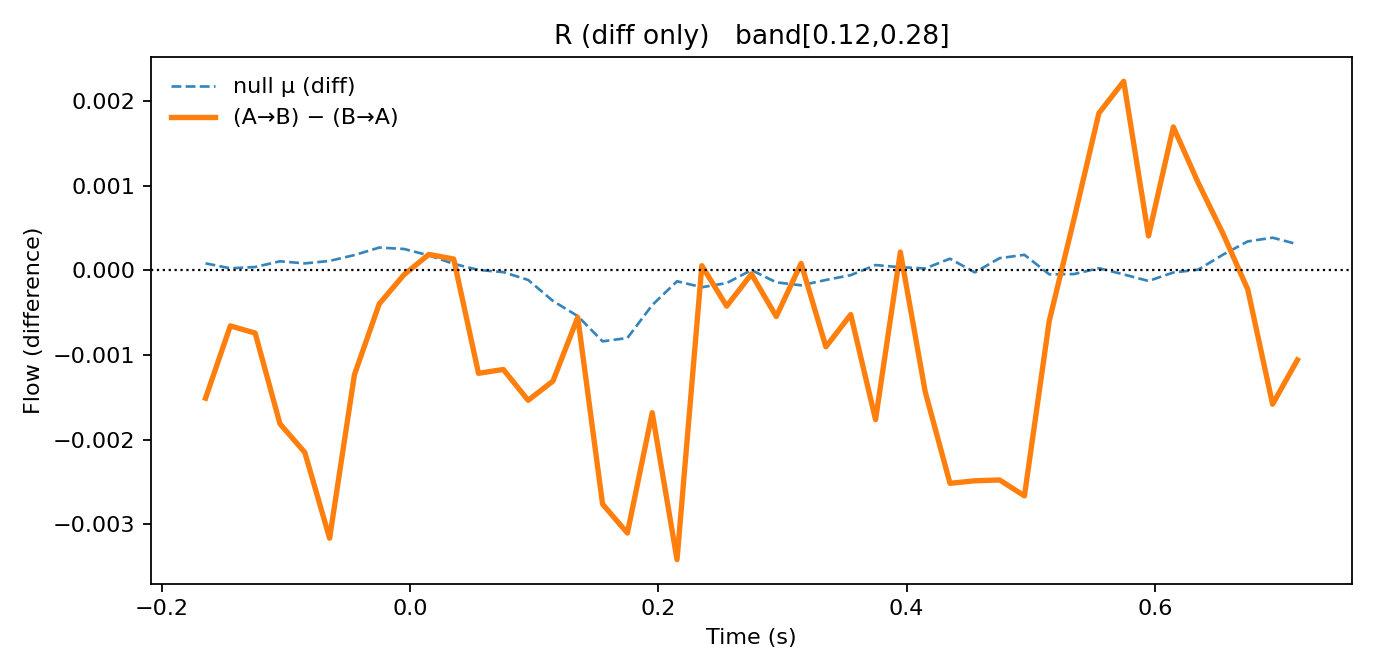 R (diff only)   band[0.12,0.28]
null μ (diff)
(A→B) − (B→A)
0.002
0.001
0.000
−0.001
−0.002
−0.003
Flow (difference)
−0.2
0.0
0.2
0.4
0.6
Time (s)